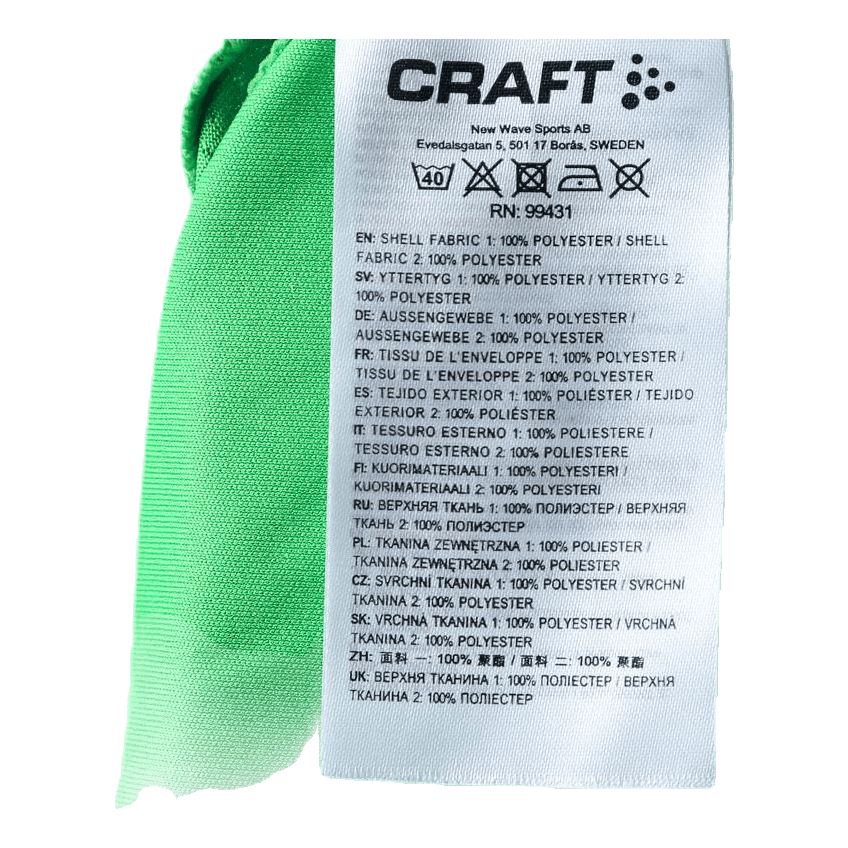 CRAFT
New Wave Sports AB
Evedalsgatan 5, 501 17 Borås, SWEDEN
40
RN: 99431
EN: SHELL FABRIC 1: 100% POLYESTER / SHELL
FABRIC 2: 100% POLYESTER
SV: YTTERTYG 1: 100% POLYESTER / YTTERTYG 2:
100% POLYESTER
DE: AUSSENGEWEBE 1: 100% POLYESTER /
AUSSENGEWEBE 2: 100% POLYESTER
FR: TISSU DE L'ENVELOPPE 1: 100% POLYESTER /
TISSU DE L'ENVELOPPE 2: 100% POLYESTER
ES: TEJIDO EXTERIOR 1: 100% POLIÉSTER / TEJIDO
EXTERIOR 2: 100% POLIÉSTER
IT: TESSURO ESTERNO 1: 100% POLIESTERE /
TESSURO ESTERNO 2: 100% POLIESTERE
FI: KUORIMATERIAALI 1: 100% POLYESTERI /
KUORIMATERIAALI 2: 100% POLYESTERI
RU: ВЕРХНЯЯ ТКАНЬ 1: 100% ПОЛИЭСТЕР / ВЕРХНЯЯ
ТКАНЬ 2: 100% ПОЛИЭСТЕР
PL: TKANINA ZEWNĘTRZNA 1: 100% POLIESTER /
TKANINA ZEWNĘTRZNA 2: 100% POLIESTER
CZ: SVRCHNÍ TKANINA 1: 100% POLYESTER / SVRCHNÍ
TKANINA 2: 100% POLYESTER
SK: VRCHNÁ TKANINA 1: 100% POLYESTER / VRCHNÁ
TKANINA 2: 100% POLYESTER
ZH: 面料 一: 100% 聚酯 / 面料 二: 100% 聚酯
UK: ВЕРХНЯ ТКАНИНА 1: 100% ПОЛІЕСТЕР / ВЕРХНЯ
ТКАНИНА 2: 100% ПОЛІЕСТЕР